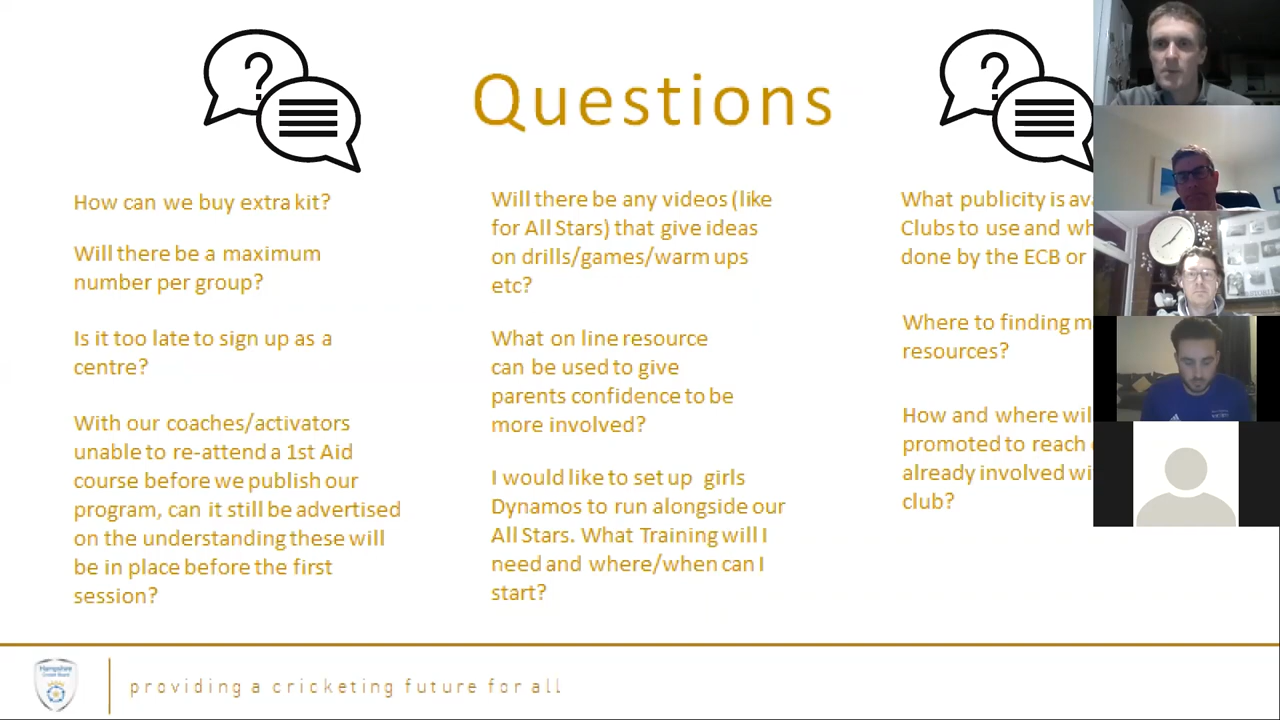 Questions
How can we buy extra kit?
Will there be a maximum
number per group?
Is it too late to sign up as a
centre?
With our coaches/activators
unable to re-attend a 1st Aid
course before we publish our
program, can it still be advertised
on the understanding these will
be in place before the first
session?
Will there be any videos (like
for All Stars) that give ideas
on drills/games/warm ups
etc?
What on line resource
can be used to give
parents confidence to be
more involved?
I would like to set up girls
Dynamos to run alongside our
All Stars. What Training will I
need and where/when can I
start?
What publicity is
Clubs to use and
done by the ECB or
Where to finding
resources?
How and where
promoted to reach
already involved
club?
Hampshire
Cricket Board
providing a cricketing future for all